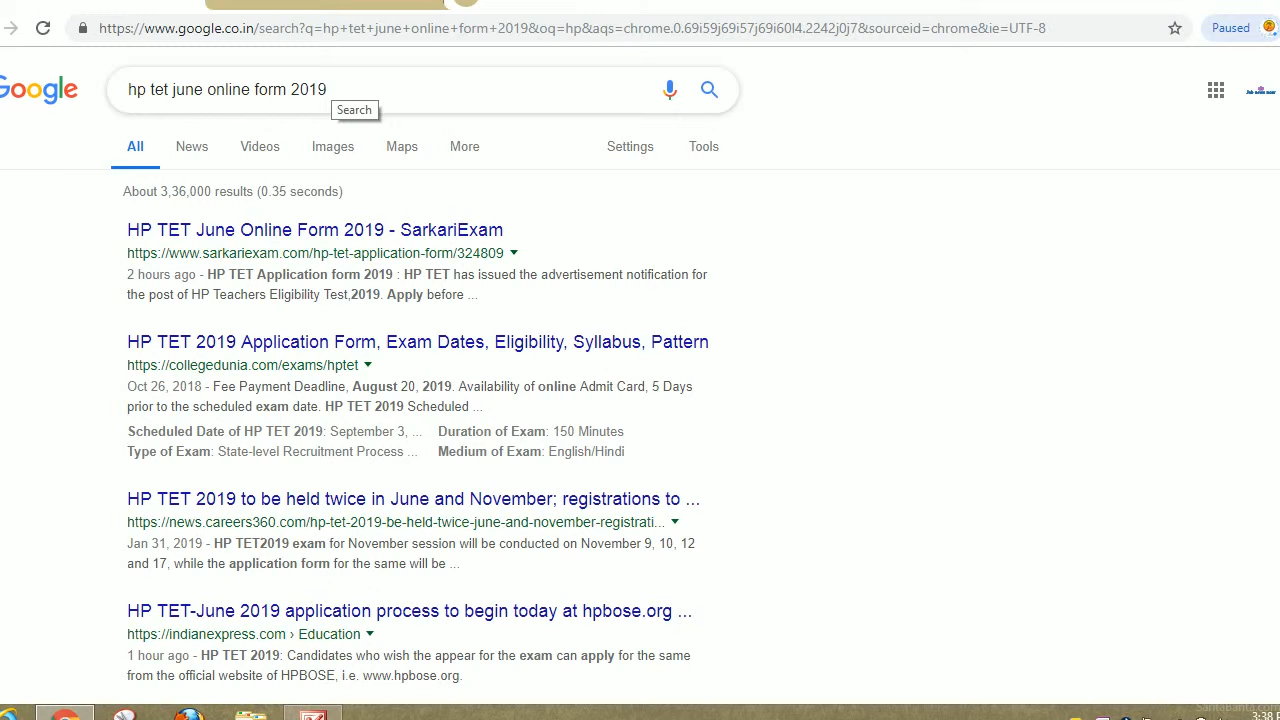 https://www.google.co.in/search?q=hp+tet+june+online+form+2019&oq=hp&aqs=chrome.0.69i59j69i57j69i60l4.2242j0j7&sourceid=chrome&ie=UTF-8
Paused
Google
hp tet june online form 2019
Search
All News Videos Images Maps More Settings Tools
About 3,36,000 results (0.35 seconds)
HP TET June Online Form 2019 - SarkariExam
https://www.sarkariexam.com/hp-tet-application-form/324809
2 hours ago - HP TET Application form 2019 : HP TET has issued the advertisement notification for
the post of HP Teachers Eligibility Test,2019. Apply before ...
HP TET 2019 Application Form, Exam Dates, Eligibility, Syllabus, Pattern
https://collegedunia.com/exams/hptet
Oct 26, 2018 - Fee Payment Deadline, August 20, 2019. Availability of online Admit Card, 5 Days
prior to the scheduled exam date. HP TET 2019 Scheduled ...
Scheduled Date of HP TET 2019: September 3, ... Duration of Exam: 150 Minutes
Type of Exam: State-level Recruitment Process ... Medium of Exam: English/Hindi
HP TET 2019 to be held twice in June and November; registrations to ...
https://news.careers360.com/hp-tet-2019-be-held-twice-june-and-november-registrati...
Jan 31, 2019 - HP TET2019 exam for November session will be conducted on November 9, 10, 12
and 17, while the application form for the same will be ...
HP TET-June 2019 application process to begin today at hpbose.org ...
https://indianexpress.com › Education
1 hour ago - HP TET 2019: Candidates who wish the appear for the exam can apply for the same
from the official website of HPBOSE, i.e. www.hpbose.org.